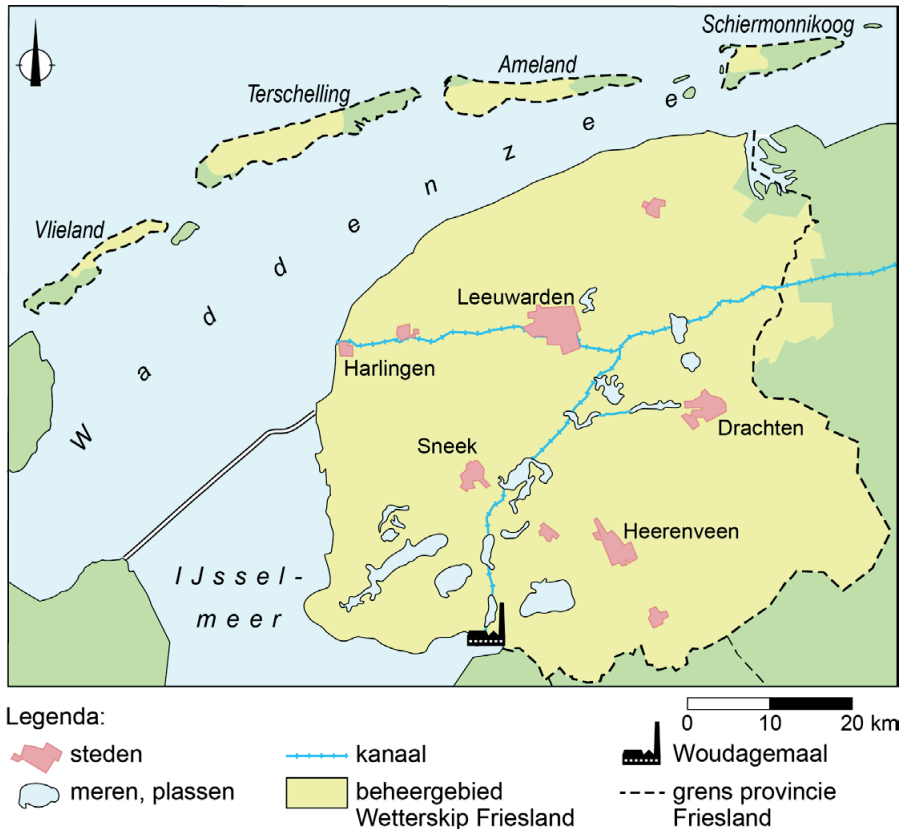 Schiermonnikoog
Ameland
Terschelling
Vlieland
Waddenzee
Leeuwarden
Harlingen
Drachten
Sneek
Heerenveen
IJssel-
meer
Legenda:
0 10 20 km
steden
kanaal
Woudagemaal
meren, plassen
beheergebied
Wetterskip Friesland
grens provincie
Friesland